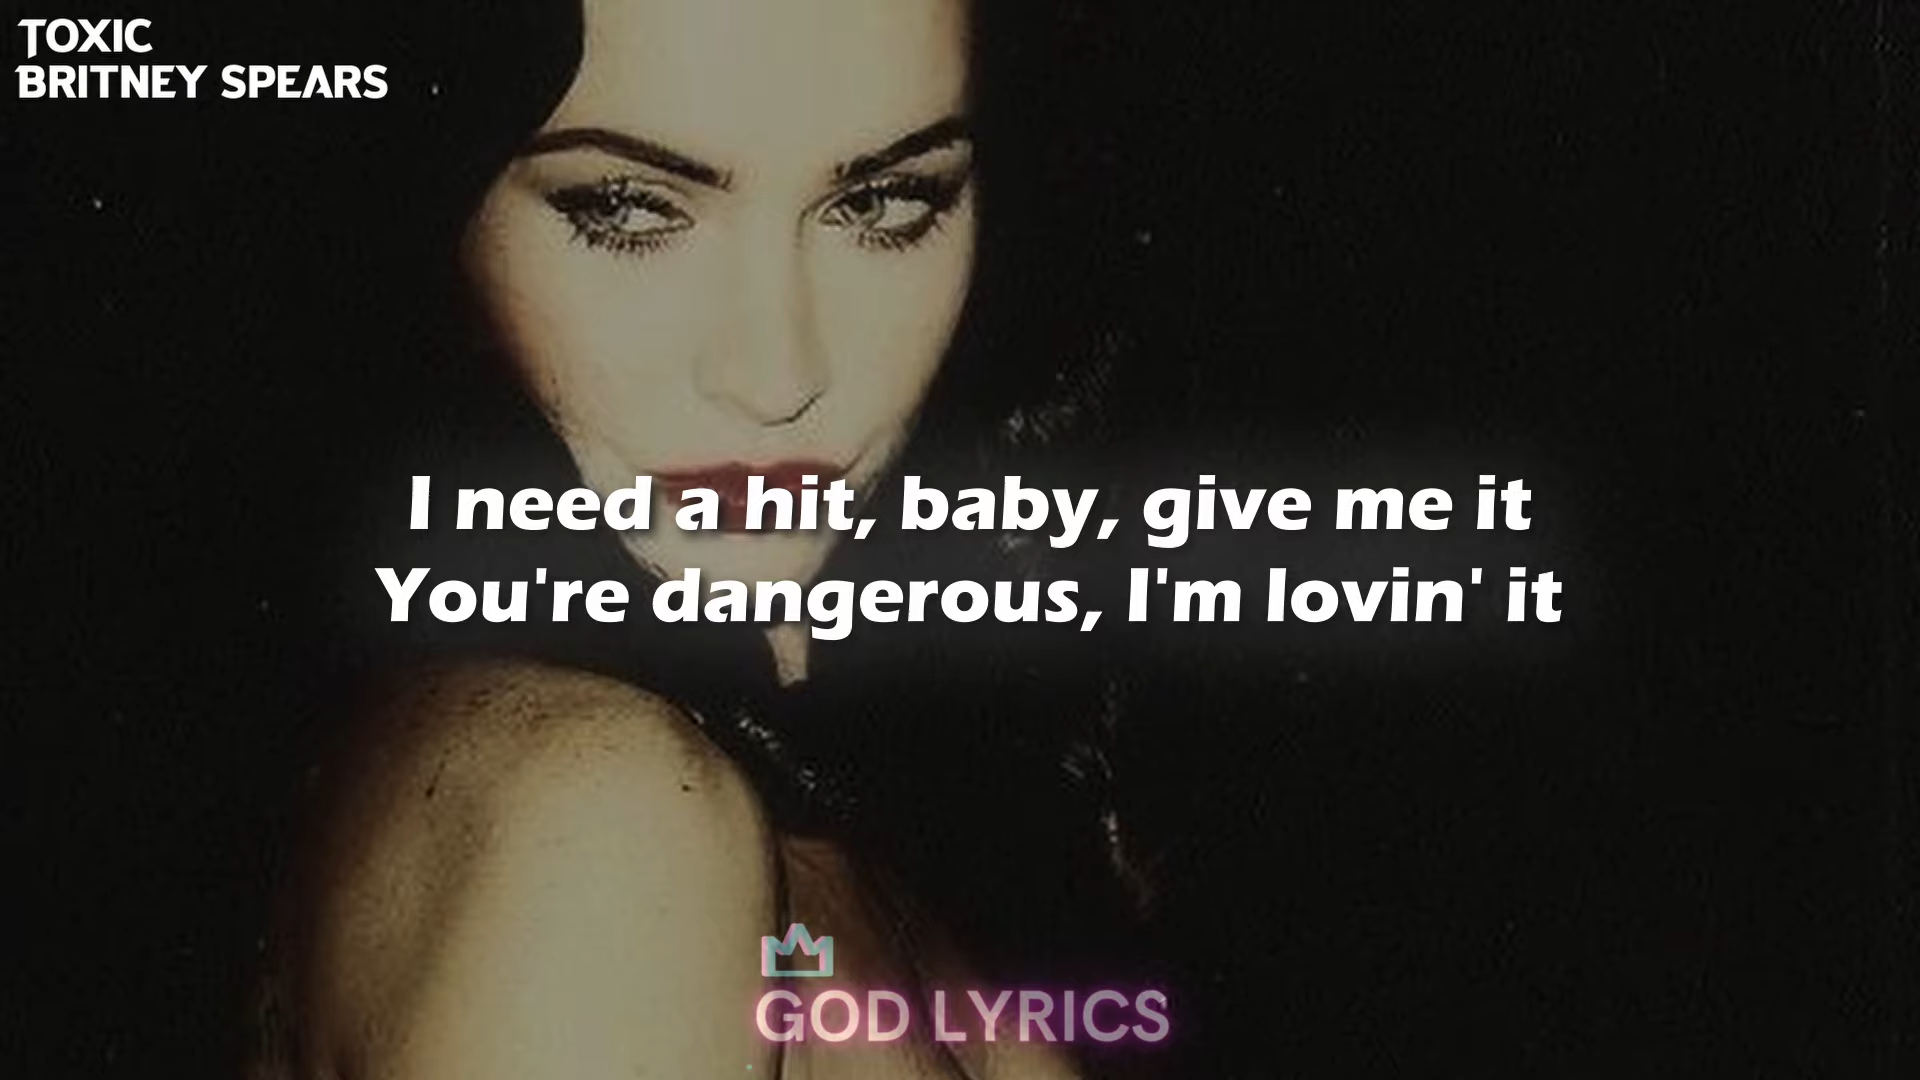 TOXIC
BRITNEY SPEARS
I need a hit, baby, give me it
You're dangerous, I'm lovin' it
GOD LYRICS